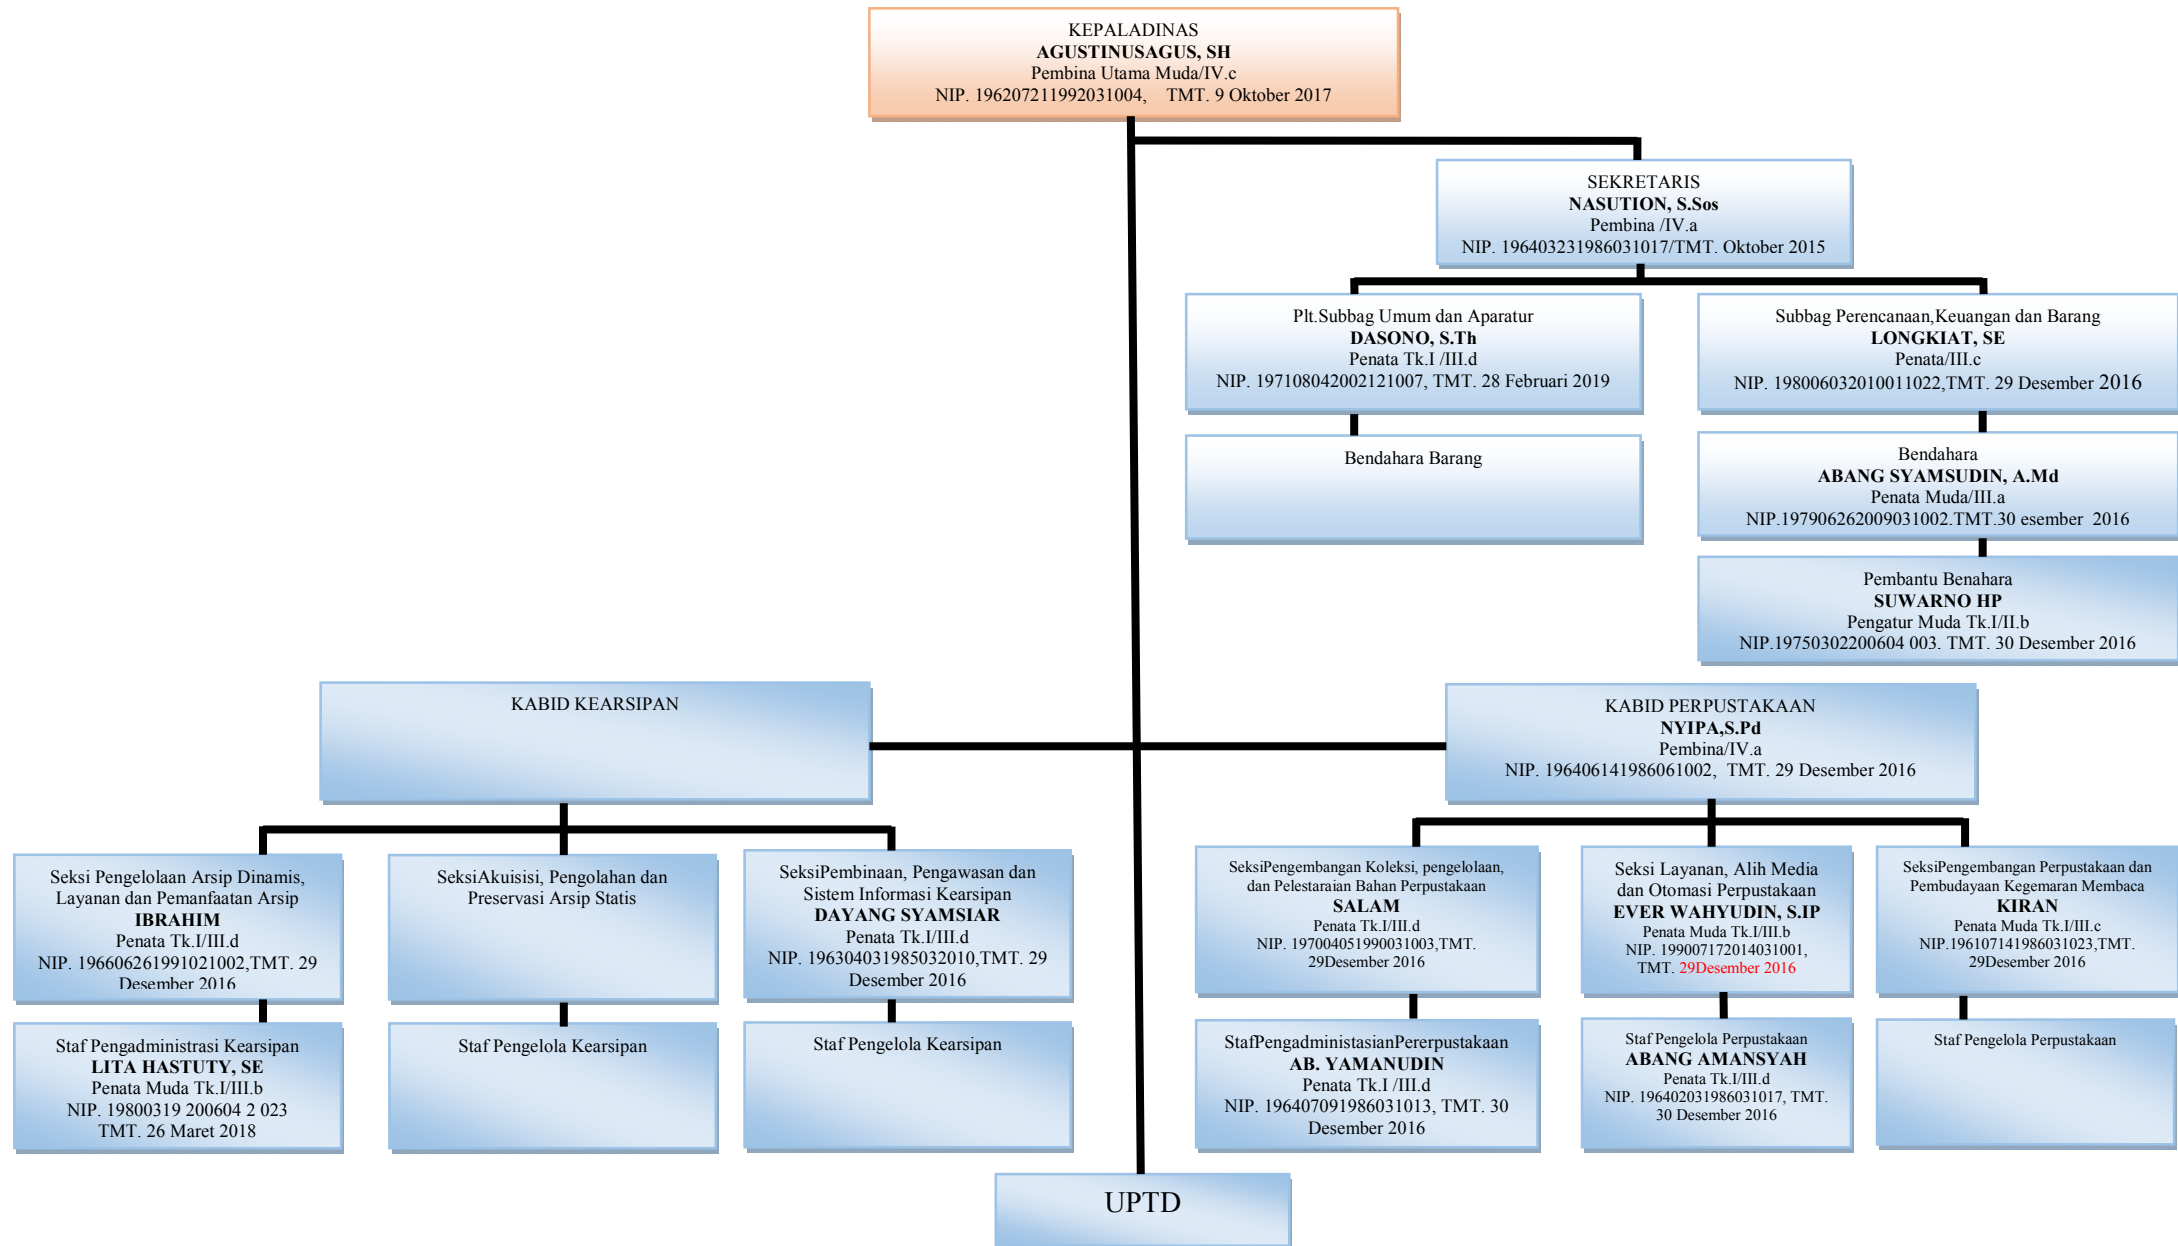 KEPALADINAS
AGUSTINUSAGUS, SH
Pembina Utama Muda/IV.c
NIP. 196207211992031004, TMT. 9 Oktober 2017
SEKRETARIS
NASUTION, S.Sos
Pembina /IV.a
NIP. 196403231986031017/TMT. Oktober 2015
Plt.Subbag Umum dan Aparatur
DASONO, S.Th
Penata Tk.I /III.d
NIP. 197108042002121007, TMT. 28 Februari 2019
Subbag Perencanaan,Keuangan dan Barang
LONGKIAT, SE
Penata/III.c
NIP. 198006032010011022,TMT. 29 Desember 2016
Bendahara Barang
Bendahara
ABANG SYAMSUDIN, A.Md
Penata Muda/III.a
NIP.197906262009031002.TMT.30 esember 2016
Pembantu Benahara
SUWARNO HP
Pengatur Muda Tk.I/II.b
NIP.19750302200604 003. TMT. 30 Desember 2016
KABID KEARSIPAN
KABID PERPUSTAKAAN
NYIPA,S.Pd
Pembina/IV.a
NIP. 196406141986061002, TMT. 29 Desember 2016
Seksi Pengelolaan Arsip Dinamis,
Layanan dan Pemanfaatan Arsip
IBRAHIM
Penata Tk.I/III.d
NIP. 196606261991021002,TMT. 29
Desember 2016
SeksiAkuisisi, Pengolahan dan
Preservasi Arsip Statis
SeksiPembinaan, Pengawasan dan
Sistem Informasi Kearsipan
DAYANG SYAMSIAR
Penata Tk.I/III.d
NIP. 196304031985032010,TMT. 29
Desember 2016
SeksiPengembangan Koleksi, pengelolaan,
dan Pelestaraian Bahan Perpustakaan
SALAM
Penata Tk.I/III.d
NIP. 197004051990031003,TMT.
29Desember 2016
Seksi Layanan, Alih Media
dan Otomasi Perpustakaan
EVER WAHYUDIN, S.IP
Penata Muda Tk.I/III.b
NIP. 199007172014031001,
TMT. 29Desember 2016
SeksiPengembangan Perpustakaan dan
Pembudayaan Kegemaran Membaca
KIRAN
Penata Muda Tk.I/III.c
NIP.196107141986031023,TMT.
29Desember 2016
Staf Pengadministrasi Kearsipan
LITA HASTUTY, SE
Penata Muda Tk.I/III.b
NIP. 19800319 200604 2 023
TMT. 26 Maret 2018
Staf Pengelola Kearsipan
Staf Pengelola Kearsipan
StafPengadministasianPererpustakaan
AB. YAMANUDIN
Penata Tk.I /III.d
NIP. 196407091986031013, TMT. 30
Desember 2016
Staf Pengelola Perpustakaan
ABANG AMANSYAH
Penata Tk.I/III.d
NIP. 196402031986031017, TMT.
30 Desember 2016
Staf Pengelola Perpustakaan
UPTD